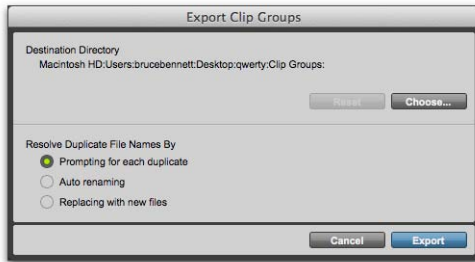 Export Clip Groups
Destination Directory
Macintosh HD:Users:brucebennett:Desktop:qwerty:Clip Groups:
Reset
Choose...
Resolve Duplicate File Names By
Prompting for each duplicate
Auto renaming
Replacing with new files
Cancel
Export